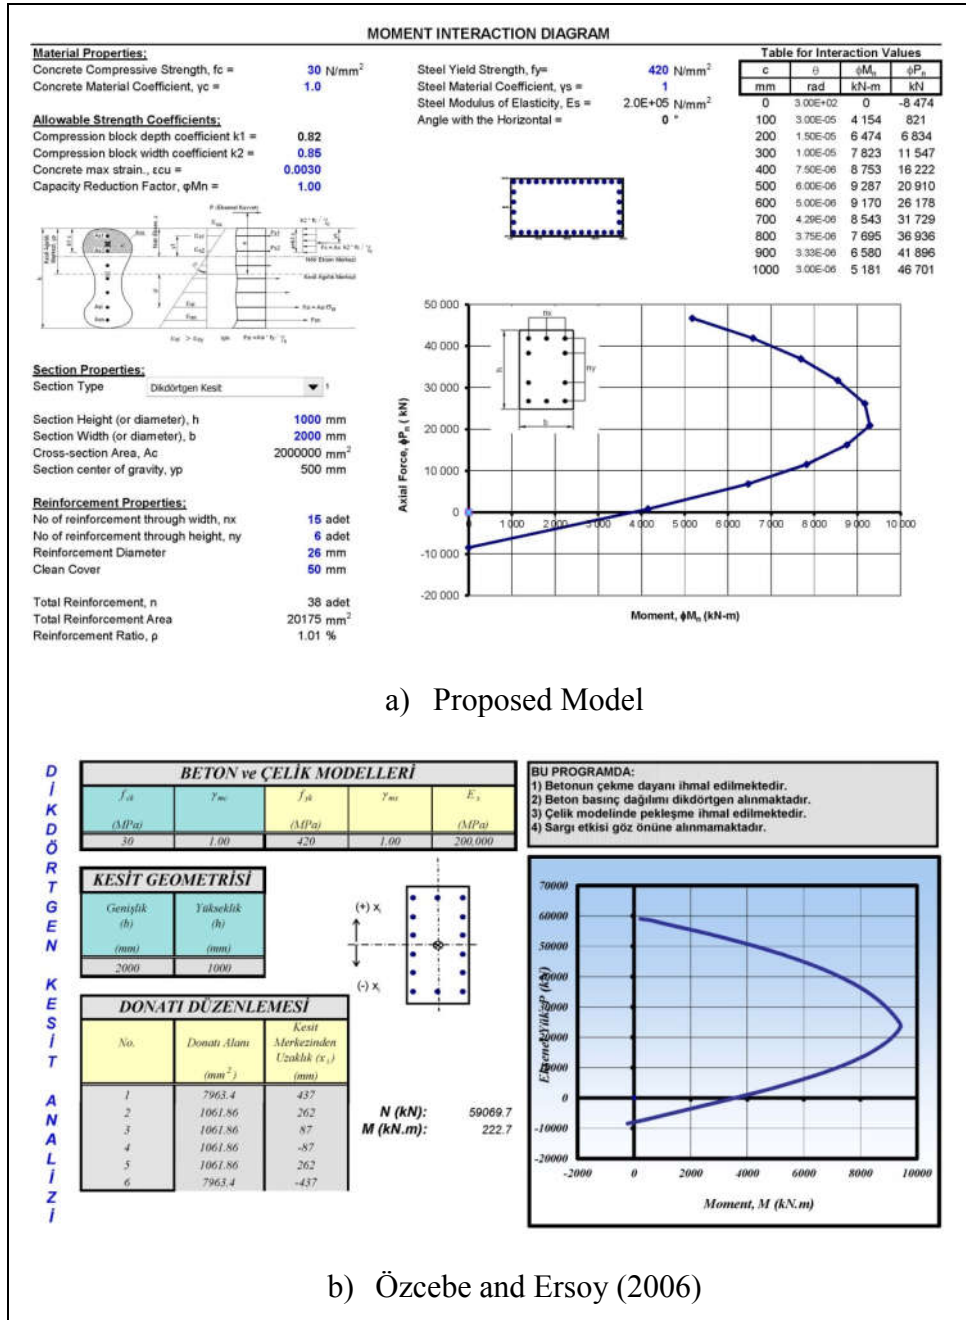 MOMENT INTERACTION DIAGRAM
Material Properties:
Concrete Compressive Strength, fc = 30 N/mm²
Concrete Material Coefficient, γc = 1.0
Allowable Strength Coefficients:
Compression block depth coefficient k1 = 0.82
Compression block width coefficient k2 = 0.85
Concrete max strain., εcu = 0.0030
Capacity Reduction Factor, φMn = 1.00
Steel Yield Strength, fy= 420 N/mm²
Steel Material Coefficient, γs = 1
Steel Modulus of Elasticity, Es = 2.0E+05 N/mm²
Angle with the Horizontal = 0 °
Table for Interaction Values
c θ ϕMₙ ϕPₙ
mm rad kN-m kN
0 3.00E+02 0 -8 474
100 3.00E-05 4 154 821
200 1.50E-05 6 474 6 834
300 1.00E-05 7 823 11 547
400 7.50E-06 8 753 16 222
500 6.00E-06 9 287 20 910
600 5.00E-06 9 170 26 178
700 4.29E-06 8 543 31 729
800 3.75E-06 7 695 36 936
900 3.33E-06 6 580 41 896
1000 3.00E-06 5 181 46 701
Section Properties:
Section Type Dikdörtgen Kesit 1
Section Height (or diameter), h 1000 mm
Section Width (or diameter), b 2000 mm
Cross-section Area, Ac 2000000 mm²
Section center of gravity, yp 500 mm
Reinforcement Properties:
No of reinforcement through width, nx 15 adet
No of reinforcement through height, ny 6 adet
Reinforcement Diameter 26 mm
Clean Cover 50 mm
Total Reinforcement, n 38 adet
Total Reinforcement Area 20175 mm²
Reinforcement Ratio, ρ 1.01 %
50 000
40 000
30 000
20 000
10 000
0
-10 000
-20 000
Axial Force, ϕPₙ ( kN)
nx
h
ny
b
1 000 2 000 3 000 4 000 5 000 6 000 7 000 8 000 9 000 10 000
Moment, ϕMₙ (kN-m)
a) Proposed Model
DİKDÖRTGEN KESİT ANALİZİ
BETON ve ÇELİK MODELLERİ
f ck γ mc f yk γ ms E s
(MPa) (MPa) (MPa)
30 1.00 420 1.00 200,000
KESİT GEOMETRİSİ
Genişlik Yükseklik
(b) (h)
(mm) (mm)
2000 1000
(+) xᵢ
(-) xᵢ
DONATI DÜZENLEMESİ
No. Donatı Alanı Kesit Merkezinden Uzaklık (x ᵢ)
(mm²) (mm)
1 7963.4 437
2 1061.86 262
3 1061.86 87
4 1061.86 -87
5 1061.86 262
6 7963.4 -437
N (kN): 59069.7
M (kN.m): 222.7
BU PROGRAMDA:
1) Betonun çekme dayanı ihmal edilmektedir.
2) Beton basınç dağılımı dikdörtgen alınmaktadır.
3) Çelik modelinde pekleşme ihmal edilmektedir.
4) Sargı etkisi göz önüne alınmamaktadır.
70000
60000
50000
40000
30000
20000
10000
0
-10000
-20000
Eksenel Yük, P (kN)
-2000 0 2000 4000 6000 8000 10000
Moment, M (kN.m)
b) Özcebe and Ersoy (2006)